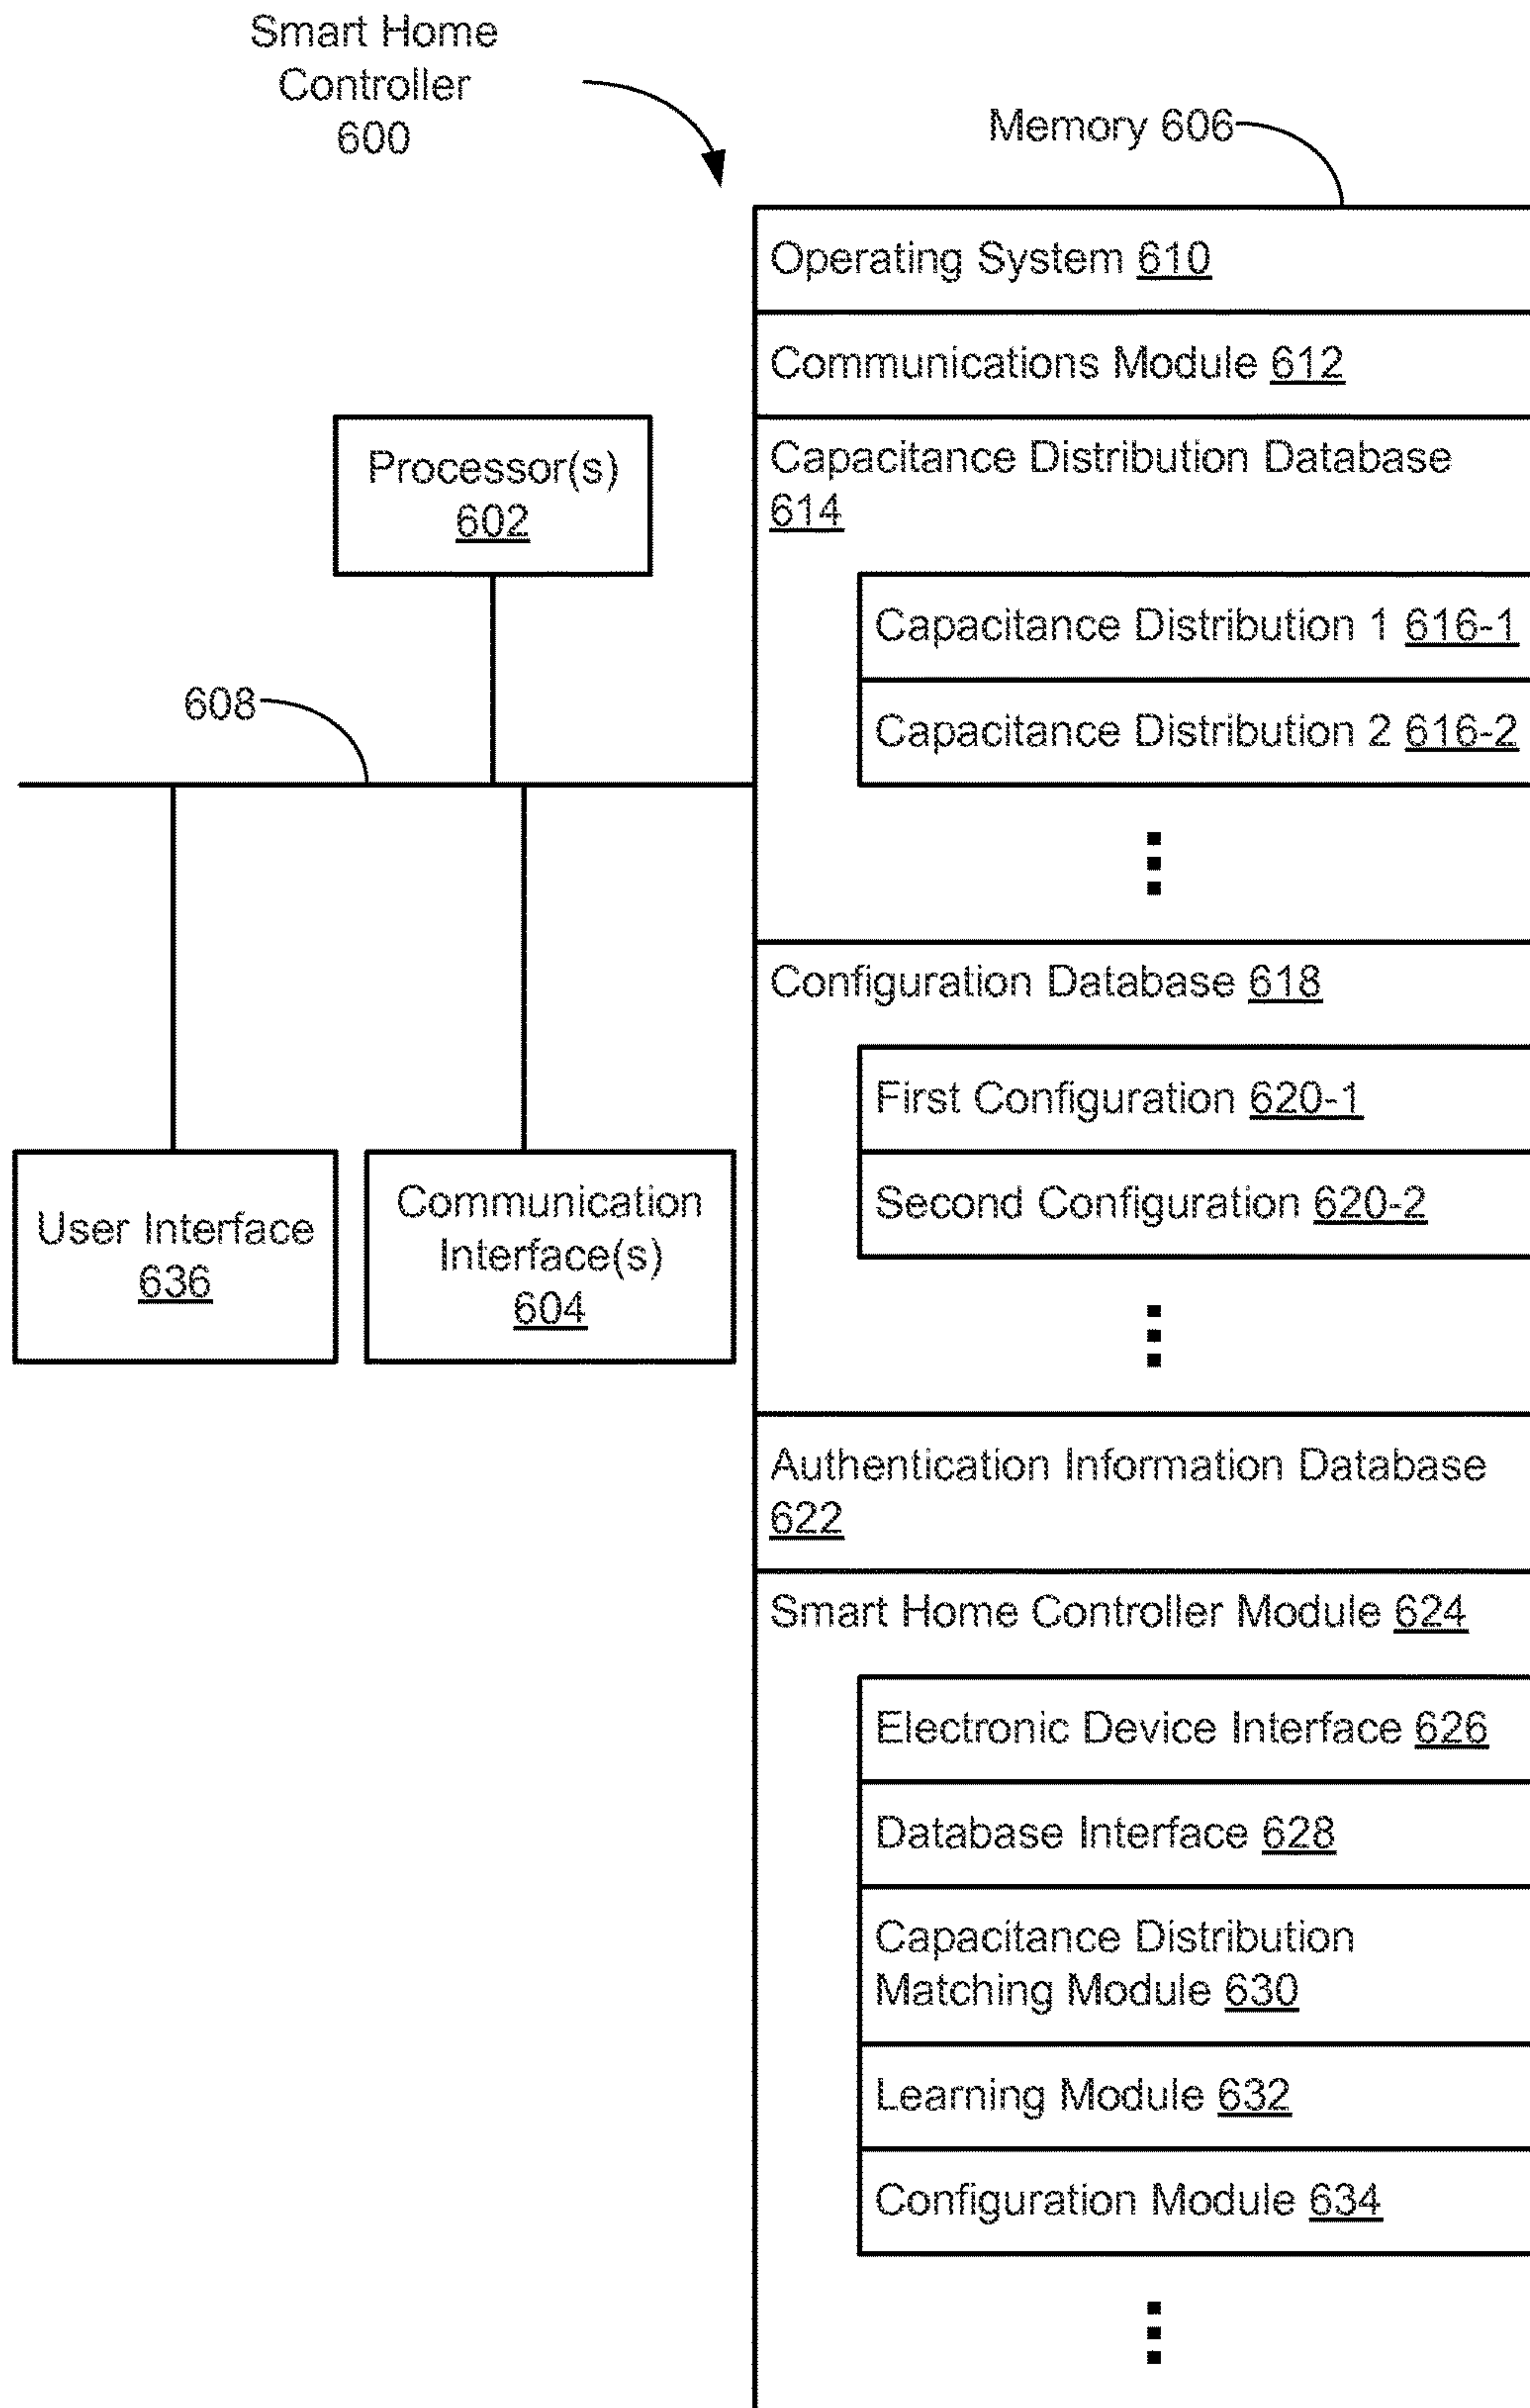 Smart Home
Controller
600
Memory 606
Operating System 610
Communications Module 612
Capacitance Distribution Database
614
Capacitance Distribution 1 616-1
Capacitance Distribution 2 616-2
Processor(s)
602
608
User Interface
636
Communication
Interface(s)
604
Configuration Database 618
First Configuration 620-1
Second Configuration 620-2
Authentication Information Database
622
Smart Home Controller Module 624
Electronic Device Interface 626
Database Interface 628
Capacitance Distribution
Matching Module 630
Learning Module 632
Configuration Module 634